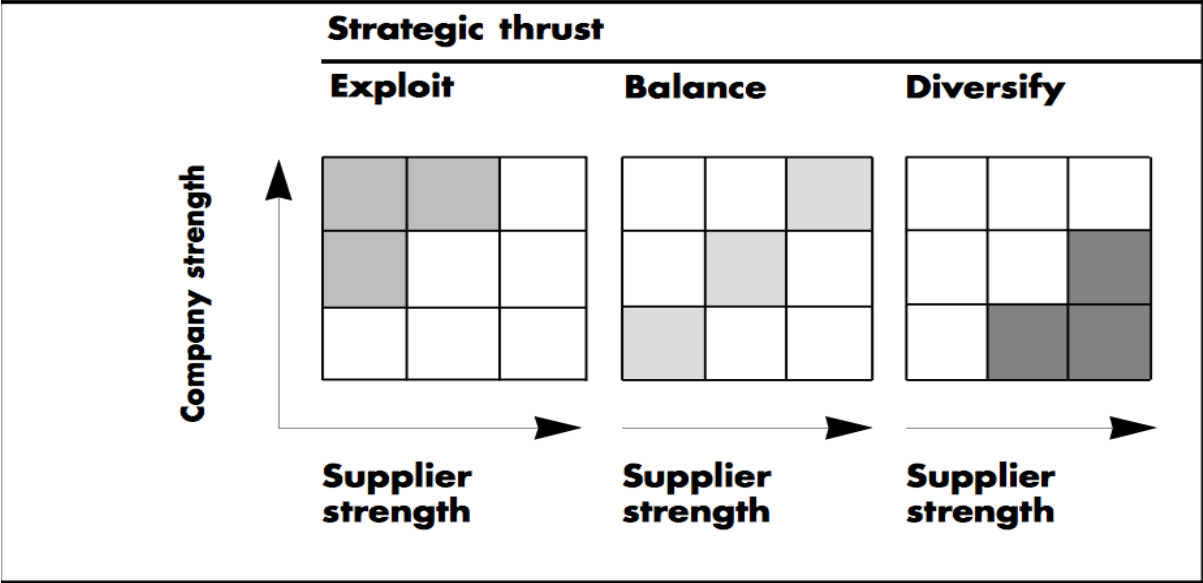 Strategic thrust
Exploit
Balance
Diversify
Company strength
Supplier
strength
Supplier
strength
Supplier
strength